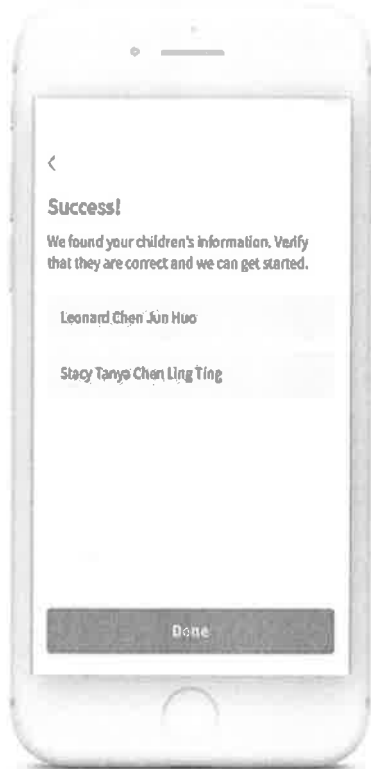 <
Success!
We found your children's information. Verify
that they are correct and we can get started.
Leonard Chen Jun Huo
Stacy Tanya Chen Ling Ting
Done